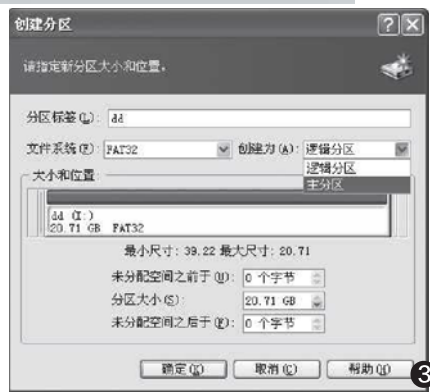 创建分区
请指定新分区大小和位置。
分区标签(L): dd
文件系统(F): FAT32 创建为(A): 逻辑分区
逻辑分区
主分区
大小和位置:
dd (I:)
20.71 GB FAT32
最小尺寸: 39.22 最大尺寸: 20.71
未分配空间之前于(U): 0 个字节
分区大小(S): 20.71 GB
未分配空间之后于(P): 0 个字节
确定(K) 取消(C) 帮助(H)
3